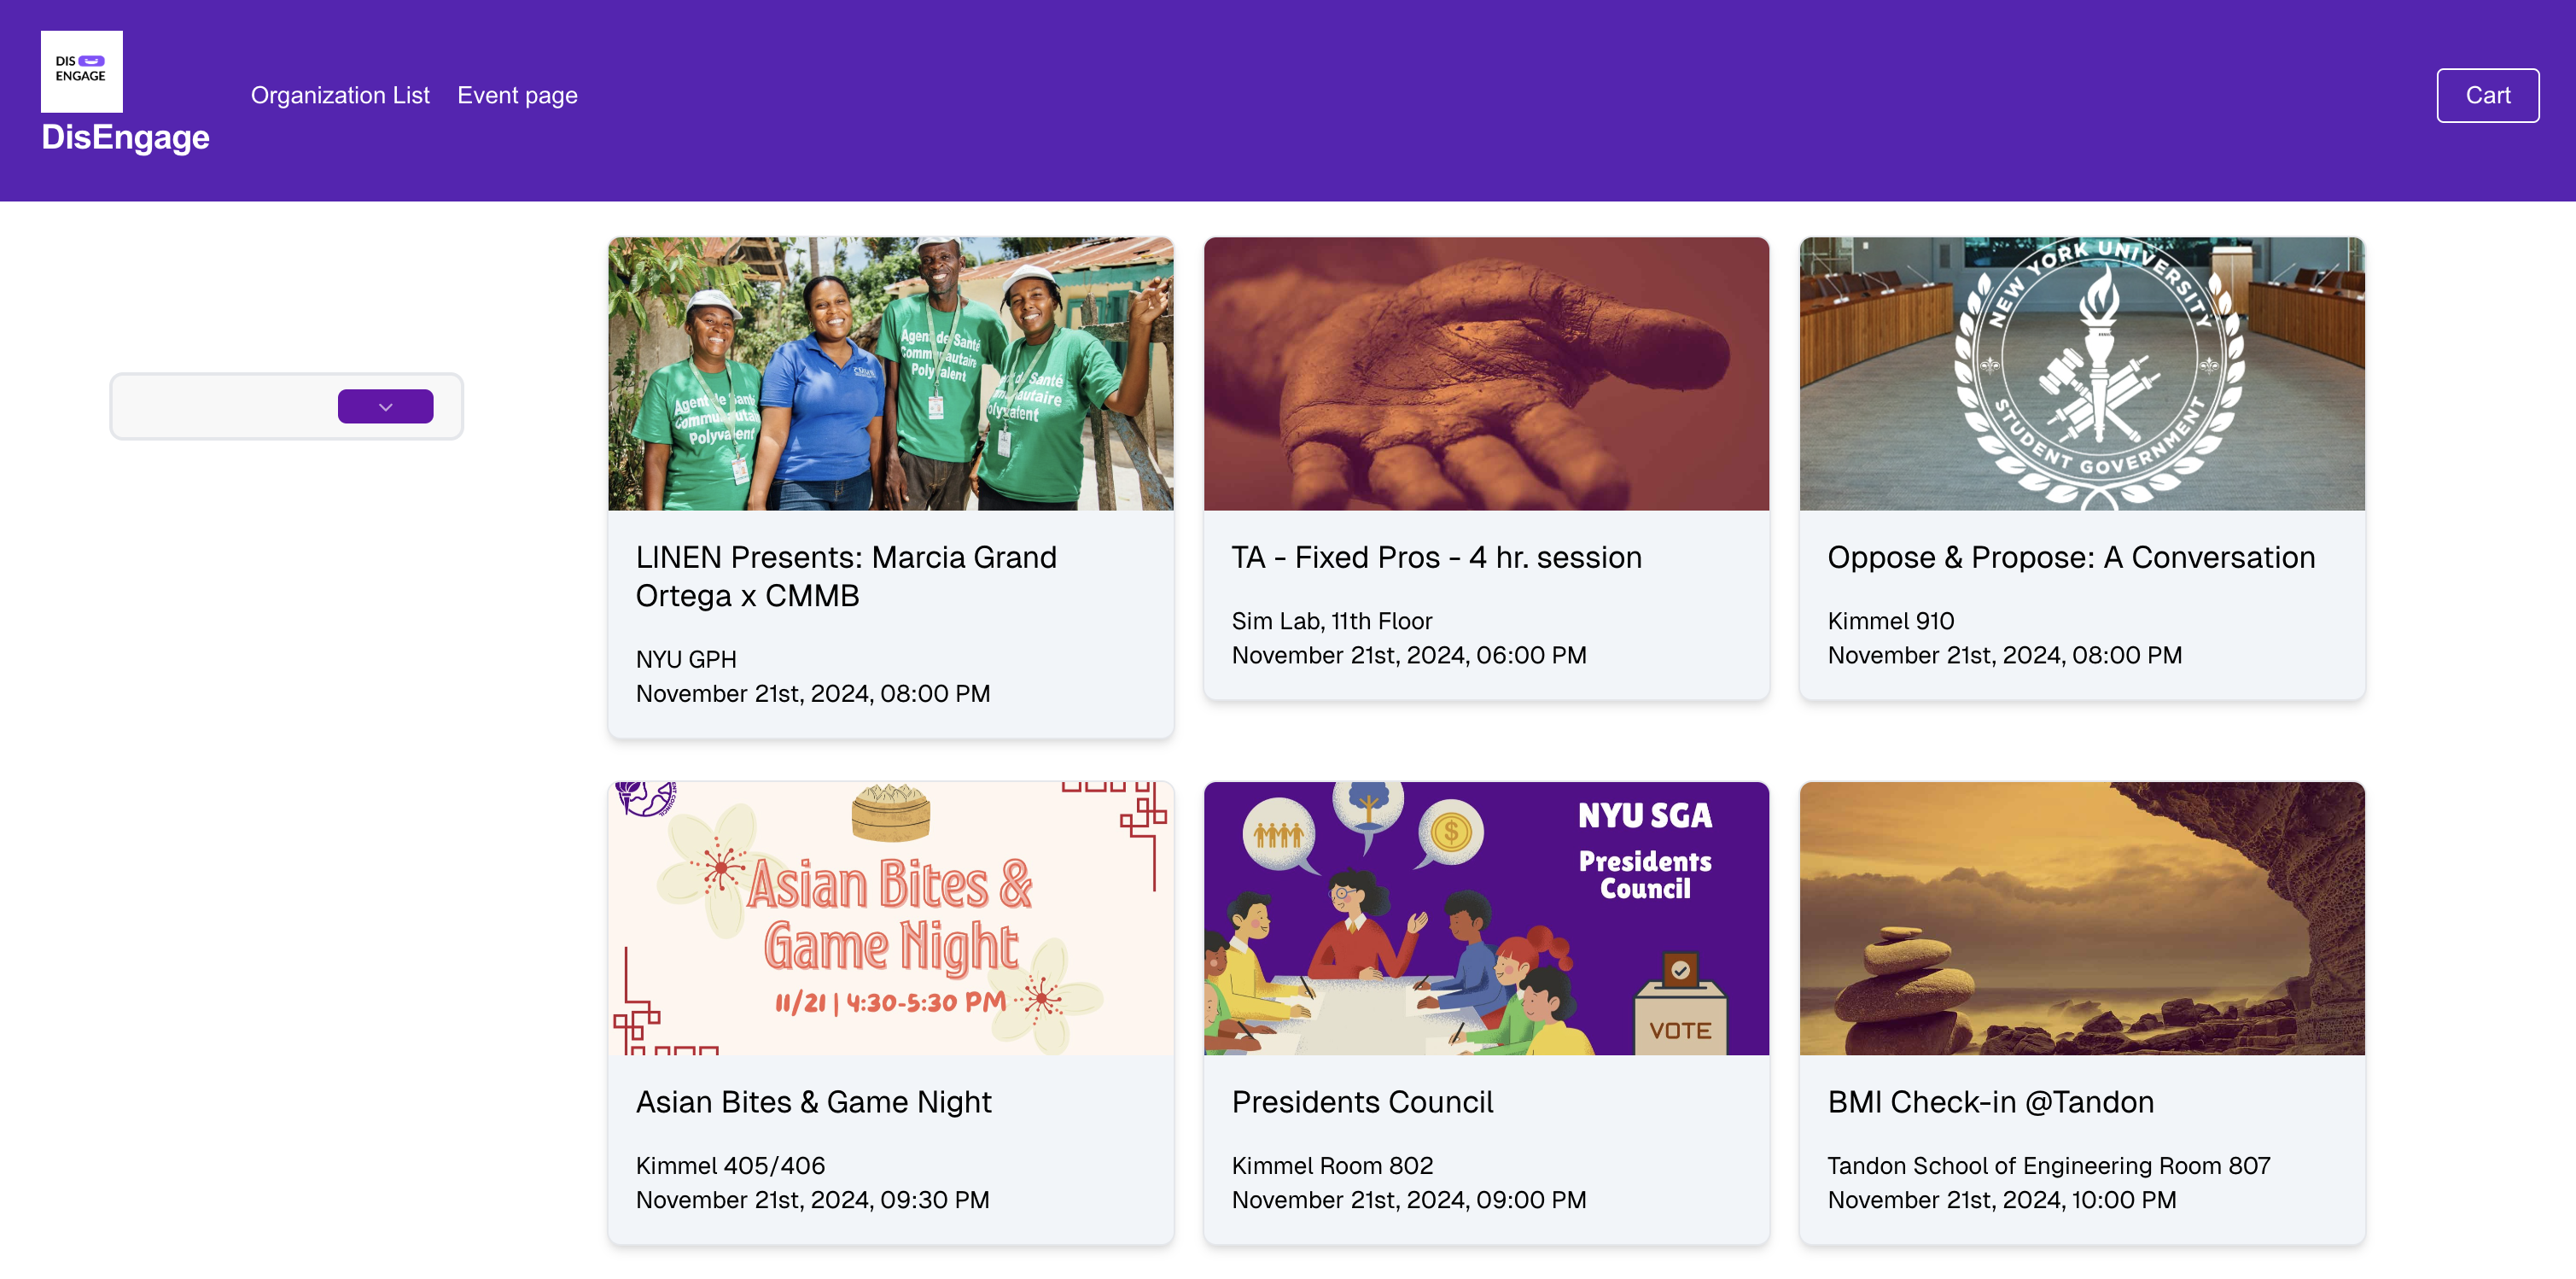 DIS
ENGAGE
DisEngage
Organization List
Event page
Cart
Agent de Santé
Communautaire
Polyvalent
Agent de Santé
Communautaire
Polyvalent
NEW YORK UNIVERSITY
STUDENT GOVERNMENT
LINEN Presents: Marcia Grand
Ortega x CMMB
NYU GPH
November 21st, 2024, 08:00 PM
TA - Fixed Pros - 4 hr. session
Sim Lab, 11th Floor
November 21st, 2024, 06:00 PM
Oppose & Propose: A Conversation
Kimmel 910
November 21st, 2024, 08:00 PM
Asian Bites &
Game Night
11/21 | 4:30-5:30 PM
NYU SGA
Presidents
Council
$
VOTE
Asian Bites & Game Night
Kimmel 405/406
November 21st, 2024, 09:30 PM
Presidents Council
Kimmel Room 802
November 21st, 2024, 09:00 PM
BMI Check-in @Tandon
Tandon School of Engineering Room 807
November 21st, 2024, 10:00 PM